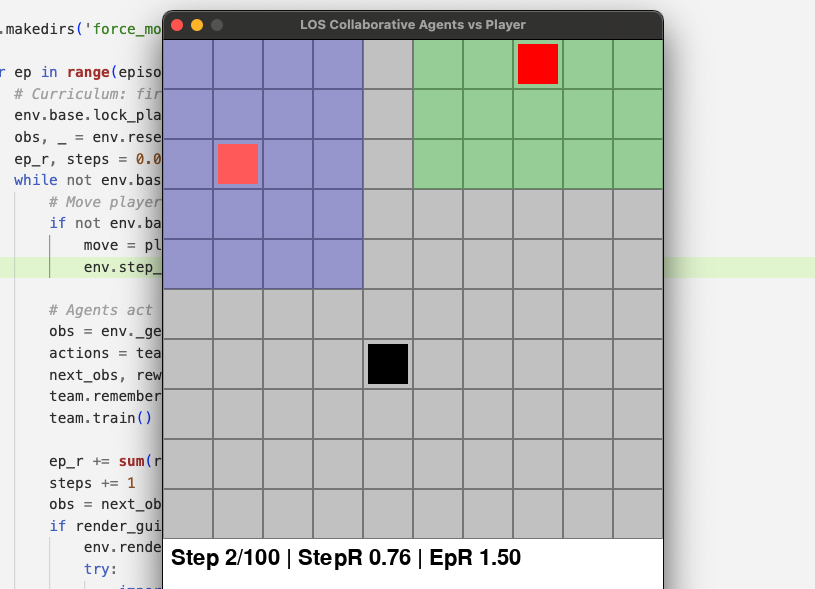 LOS Collaborative Agents vs Player
.makedirs('force_mo
r ep in range(episo
# Curriculum: fir
env.base.lock_pla
obs, _ = env.rese
ep_r, steps = 0.0
while not env.bas
# Move player
if not env.ba
move = pl
env.step_
# Agents act
obs = env._ge
actions = tea
next_obs, rew
team.remember
team.train()
ep_r += sum(r
steps += 1
obs = next_ob
if render_gui
env.rende
try:
Step 2/100 | StepR 0.76 | EpR 1.50